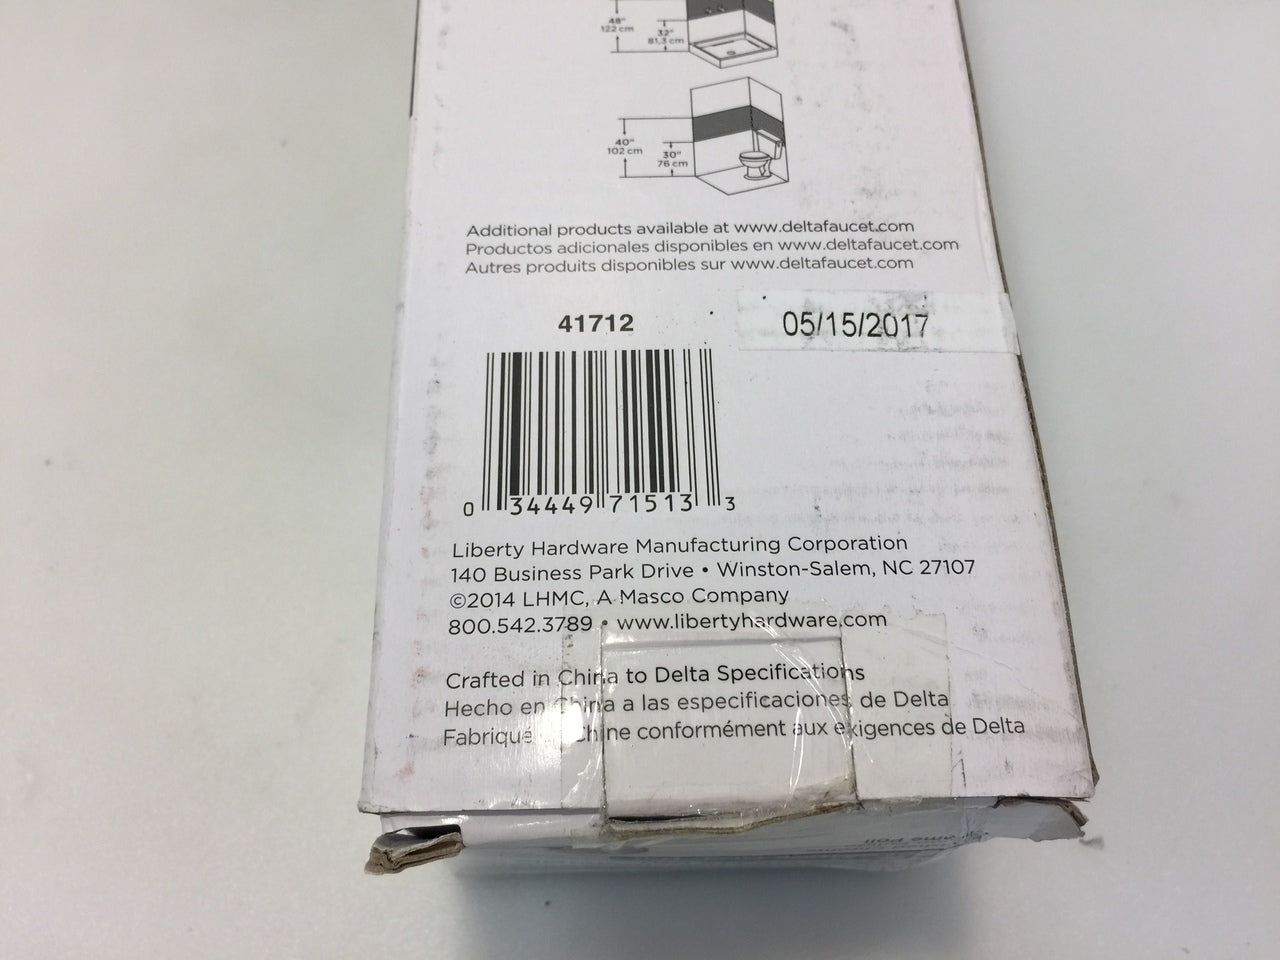 48"
122 cm
32"
81,3 cm
40"
102 cm
30"
76 cm
Additional products available at www.deltafaucet.com
Productos adicionales disponibles en www.deltafaucet.com
Autres produits disponibles sur www.deltafaucet.com
41712
05/15/2017
0 34449 71513 3
Liberty Hardware Manufacturing Corporation
140 Business Park Drive • Winston-Salem, NC 27107
©2014 LHMC, A Masco Company
800.542.3789 • www.libertyhardware.com
Crafted in China to Delta Specifications
Hecho en China a las especificaciones de Delta
Fabriqué Chine conformément aux exigences de Delta